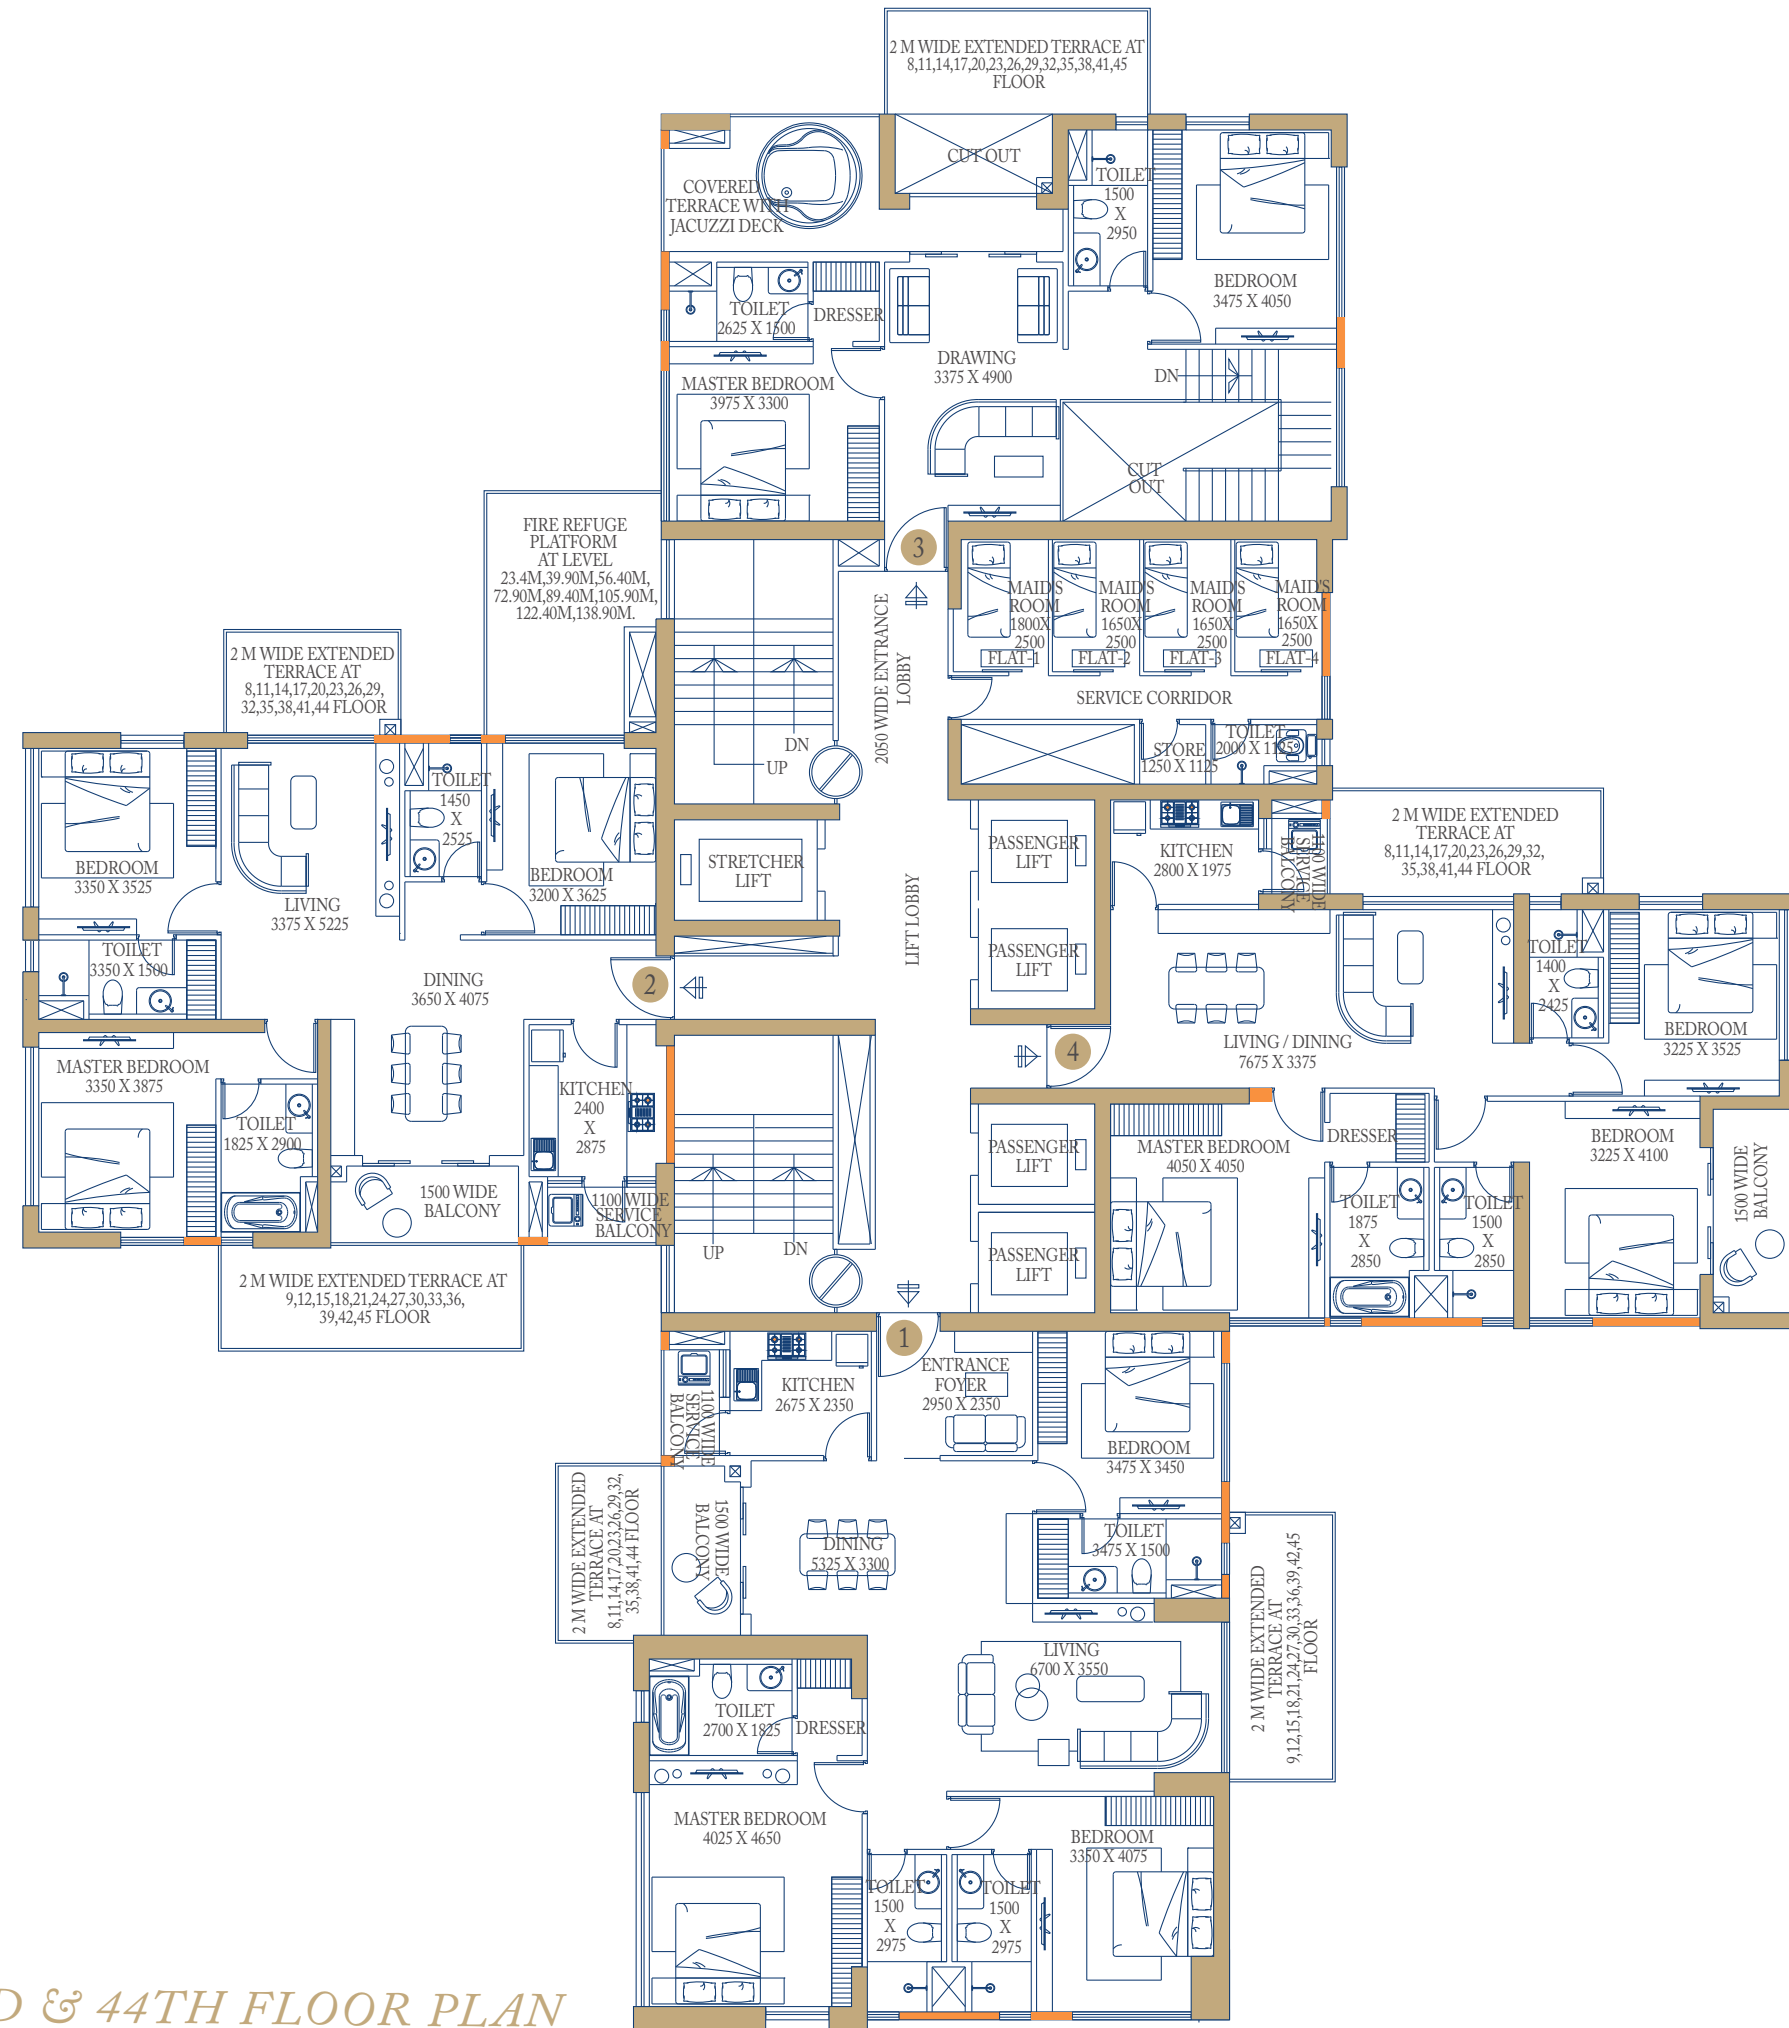 2 M WIDE EXTENDED TERRACE AT
8,11,14,17,20,23,26,29,32,35,38,41,45
FLOOR
CUT OUT
COVERED
TERRACE WITH
JACUZZI DECK
TOILET
1500
X
2950
BEDROOM
3475 X 4050
TOILET
2625 X 1500
DRESSER
DRAWING
3375 X 4900
DN
MASTER BEDROOM
3975 X 3300
CUT
OUT
FIRE REFUGE
PLATFORM
AT LEVEL
23.4M,39.90M,56.40M,
72.90M,89.40M,105.90M,
122.40M,138.90M.
3
2050 WIDE ENTRANCE
LOBBY
MAID'S
ROOM
1800X
2500
FLAT-1
MAID'S
ROOM
1650X
2500
FLAT-2
MAID'S
ROOM
1650X
2500
FLAT-3
MAID'S
ROOM
1650X
2500
FLAT-4
SERVICE CORRIDOR
STORE
1250 X 1125
TOILET
2000 X 1125
DN
UP
2 M WIDE EXTENDED
TERRACE AT
8,11,14,17,20,23,26,29,
32,35,38,41,44 FLOOR
BEDROOM
3350 X 3525
LIVING
3375 X 5225
TOILET
1450
X
2525
BEDROOM
3200 X 3625
STRETCHER
LIFT
LIFT LOBBY
PASSENGER
LIFT
PASSENGER
LIFT
KITCHEN
2800 X 1975
1100 WIDE
SERVICE
BALCONY
2 M WIDE EXTENDED
TERRACE AT
8,11,14,17,20,23,26,29,32,
35,38,41,44 FLOOR
TOILET
3350 X 1500
DINING
3650 X 4075
2
TOILET
1400
X
2425
BEDROOM
3225 X 3525
LIVING / DINING
7675 X 3375
4
MASTER BEDROOM
3350 X 3875
TOILET
1825 X 2900
KITCHEN
2400
X
2875
1500 WIDE
BALCONY
1100 WIDE
SERVICE
BALCONY
UP
DN
PASSENGER
LIFT
PASSENGER
LIFT
MASTER BEDROOM
4050 X 4050
DRESSER
TOILET
1875
X
2850
TOILET
1500
X
2850
BEDROOM
3225 X 4100
1500 WIDE
BALCONY
2 M WIDE EXTENDED TERRACE AT
9,12,15,18,21,24,27,30,33,36,
39,42,45 FLOOR
1
KITCHEN
2675 X 2350
ENTRANCE
FOYER
2950 X 2350
1100 WIDE
SERVICE
BALCONY
BEDROOM
3475 X 3450
2 M WIDE EXTENDED
TERRACE AT
8,11,14,17,20,23,26,29,32,
35,38,41,44 FLOOR
1500 WIDE
BALCONY
DINING
5325 X 3300
TOILET
3475 X 1500
2 M WIDE EXTENDED
TERRACE AT
9,12,15,18,21,24,27,30,33,36,39,42,45
FLOOR
LIVING
6700 X 3550
TOILET
2700 X 1825
DRESSER
MASTER BEDROOM
4025 X 4650
BEDROOM
3350 X 4075
TOILET
1500
X
2975
TOILET
1500
X
2975
D & 44TH FLOOR PLAN